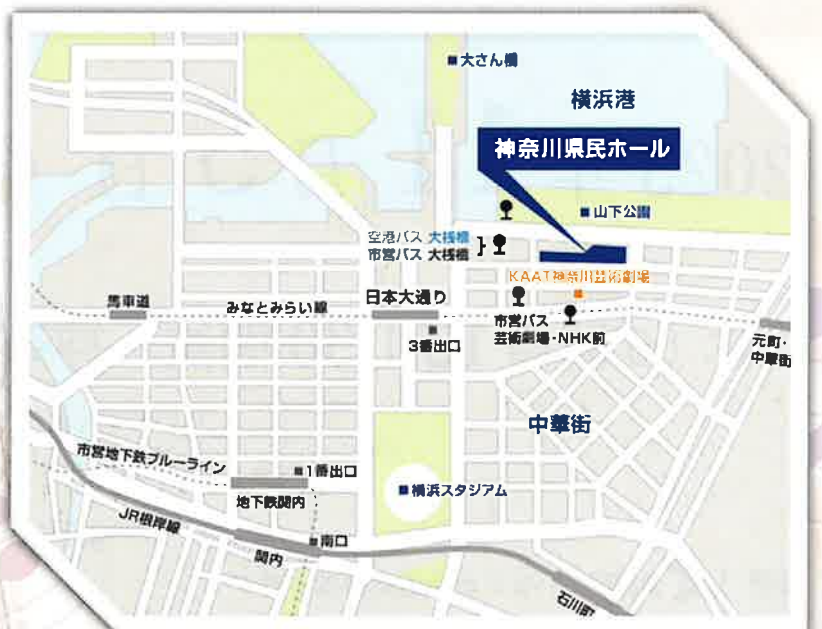 大さん橋
横浜港
神奈川県民ホール
山下公園
空港バス 大桟橋
市営バス 大桟橋
KAAT神奈川芸術劇場
馬車道
みなとみらい線
日本大通り
3番出口
市営バス
芸術劇場・NHK前
元町・
中華街
中華街
市営地下鉄ブルーライン
1番出口
地下鉄関内
横浜スタジアム
JR根岸線
南口
関内
石川町